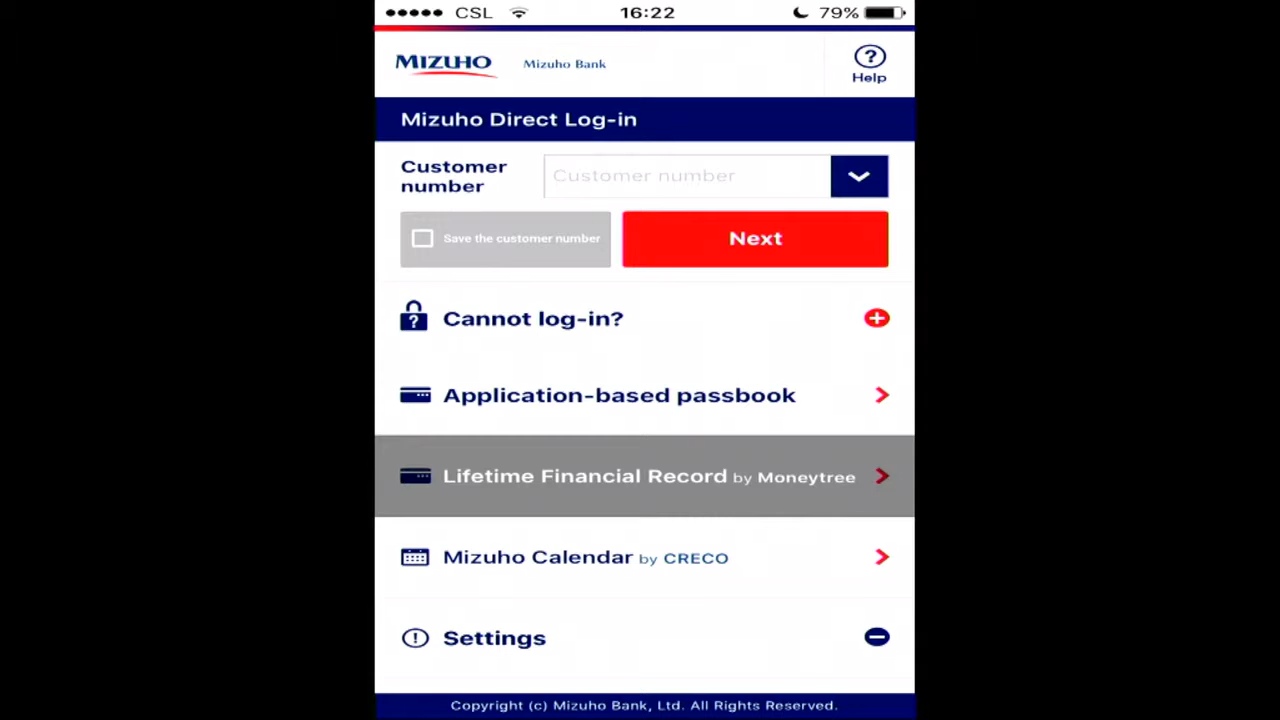 CSL 16:22 79%
MIZUHO Mizuho Bank
? Help
Mizuho Direct Log-in
Customer number
Customer number
Save the customer number
Next
Cannot log-in?
Application-based passbook
Lifetime Financial Record by Moneytree
Mizuho Calendar by CRECO
Settings
Copyright (c) Mizuho Bank, Ltd. All Rights Reserved.